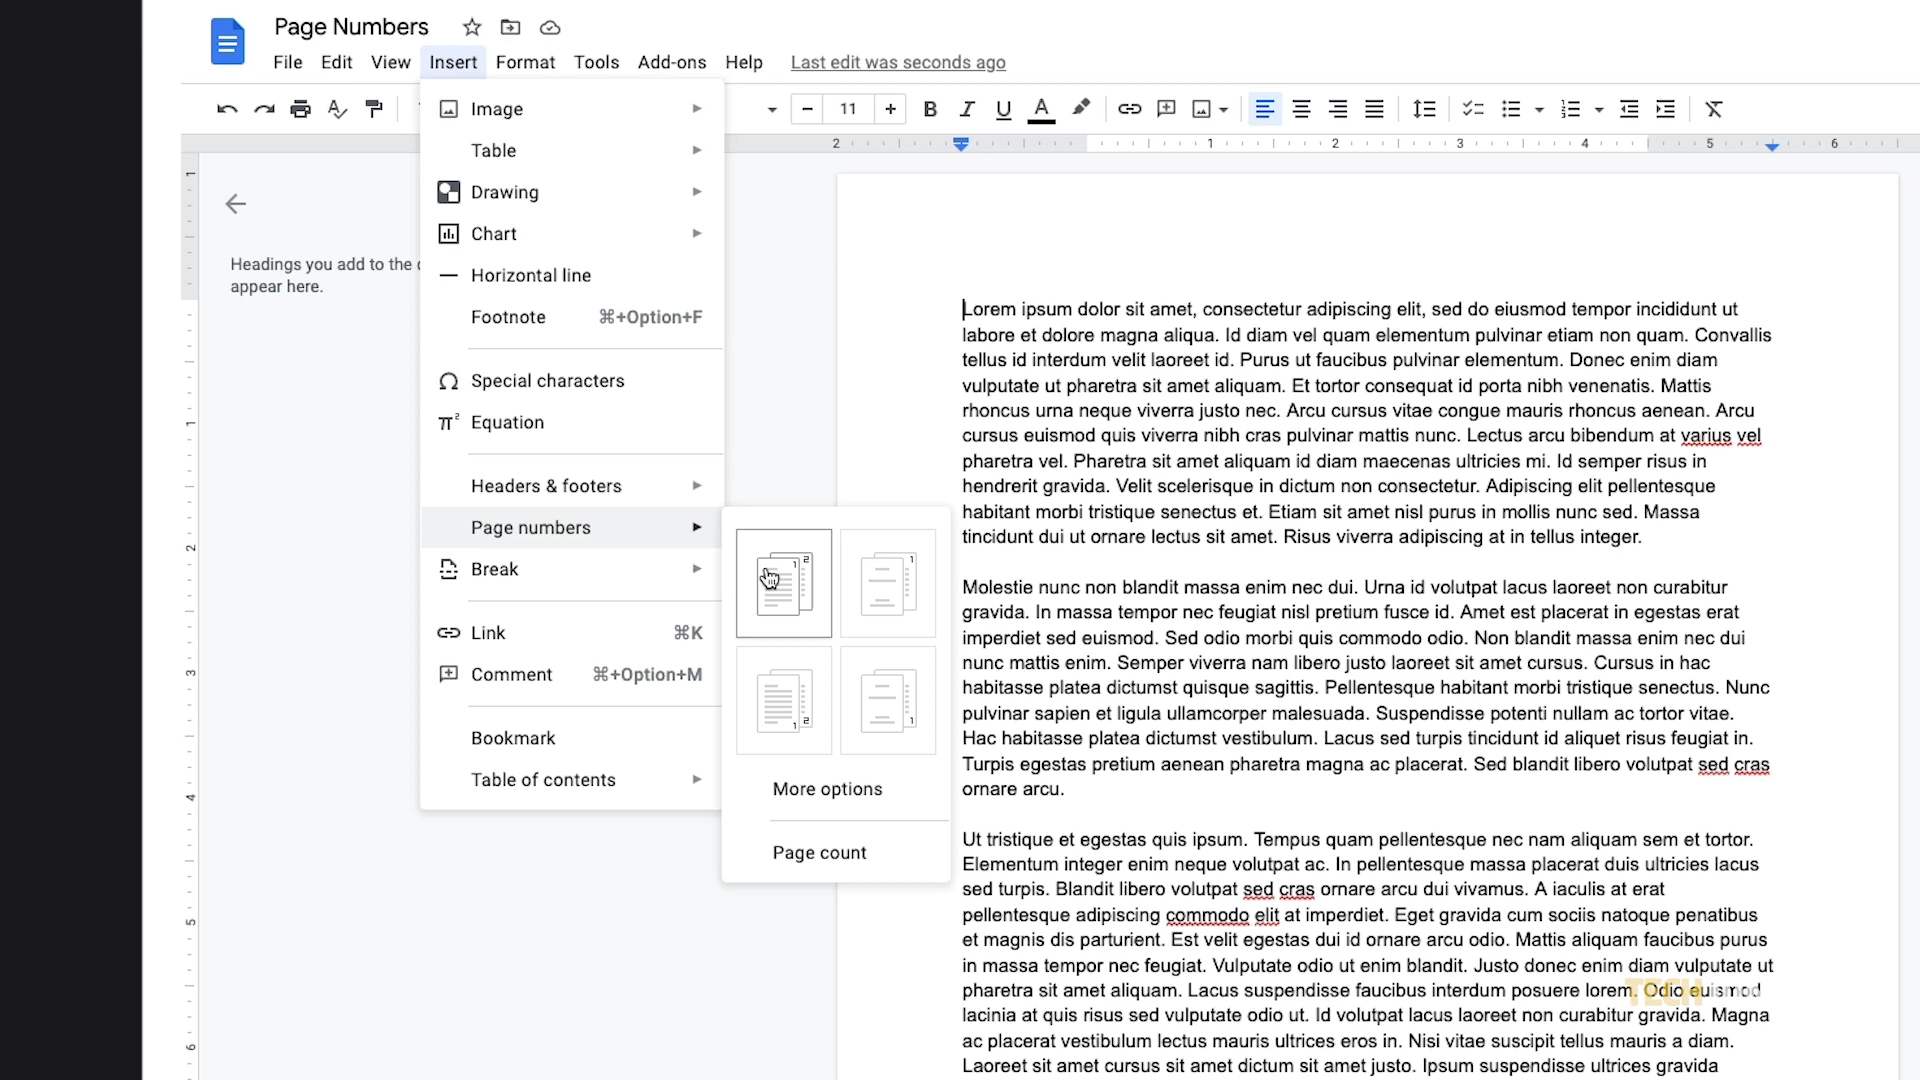 Page Numbers
File Edit View Insert Format Tools Add-ons Help Last edit was seconds ago
11
Image
Table
Drawing
Chart
Horizontal line
Footnote ⌘+Option+F
Special characters
Equation
Headers & footers
Page numbers
Break
Link ⌘K
Comment ⌘+Option+M
Bookmark
Table of contents
1 2
1
1 2
1
More options
Page count
2 1 2 3 4 5 6
1
1
2
3
4
5
6
Headings you add to the
appear here.
Lorem ipsum dolor sit amet, consectetur adipiscing elit, sed do eiusmod tempor incididunt ut
labore et dolore magna aliqua. Id diam vel quam elementum pulvinar etiam non quam. Convallis
tellus id interdum velit laoreet id. Purus ut faucibus pulvinar elementum. Donec enim diam
vulputate ut pharetra sit amet aliquam. Et tortor consequat id porta nibh venenatis. Mattis
rhoncus urna neque viverra justo nec. Arcu cursus vitae congue mauris rhoncus aenean. Arcu
cursus euismod quis viverra nibh cras pulvinar mattis nunc. Lectus arcu bibendum at varius vel
pharetra vel. Pharetra sit amet aliquam id diam maecenas ultricies mi. Id semper risus in
hendrerit gravida. Velit scelerisque in dictum non consectetur. Adipiscing elit pellentesque
habitant morbi tristique senectus et. Etiam sit amet nisl purus in mollis nunc sed. Massa
tincidunt dui ut ornare lectus sit amet. Risus viverra adipiscing at in tellus integer.
Molestie nunc non blandit massa enim nec dui. Urna id volutpat lacus laoreet non curabitur
gravida. In massa tempor nec feugiat nisl pretium fusce id. Amet est placerat in egestas erat
imperdiet sed euismod. Sed odio morbi quis commodo odio. Non blandit massa enim nec dui
nunc mattis enim. Semper viverra nam libero justo laoreet sit amet cursus. Cursus in hac
habitasse platea dictumst quisque sagittis. Pellentesque habitant morbi tristique senectus. Nunc
pulvinar sapien et ligula ullamcorper malesuada. Suspendisse potenti nullam ac tortor vitae.
Hac habitasse platea dictumst vestibulum. Lacus sed turpis tincidunt id aliquet risus feugiat in.
Turpis egestas pretium aenean pharetra magna ac placerat. Sed blandit libero volutpat sed cras
ornare arcu.
Ut tristique et egestas quis ipsum. Tempus quam pellentesque nec nam aliquam sem et tortor.
Elementum integer enim neque volutpat ac. In pellentesque massa placerat duis ultricies lacus
sed turpis. Blandit libero volutpat sed cras ornare arcu dui vivamus. A iaculis at erat
pellentesque adipiscing commodo elit at imperdiet. Eget gravida cum sociis natoque penatibus
et magnis dis parturient. Est velit egestas dui id ornare arcu odio. Mattis aliquam faucibus purus
in massa tempor nec feugiat. Vulputate odio ut enim blandit. Justo donec enim diam vulputate ut
pharetra sit amet aliquam. Lacus suspendisse faucibus interdum posuere lorem. Odio euismod
lacinia at quis risus sed vulputate odio ut. Id volutpat lacus laoreet non curabitur gravida. Magna
ac placerat vestibulum lectus mauris ultrices eros in. Nisi vitae suscipit tellus mauris a diam.
Laoreet sit amet cursus sit amet dictum sit amet justo. Ipsum suspendisse ultrices gravida
TECH